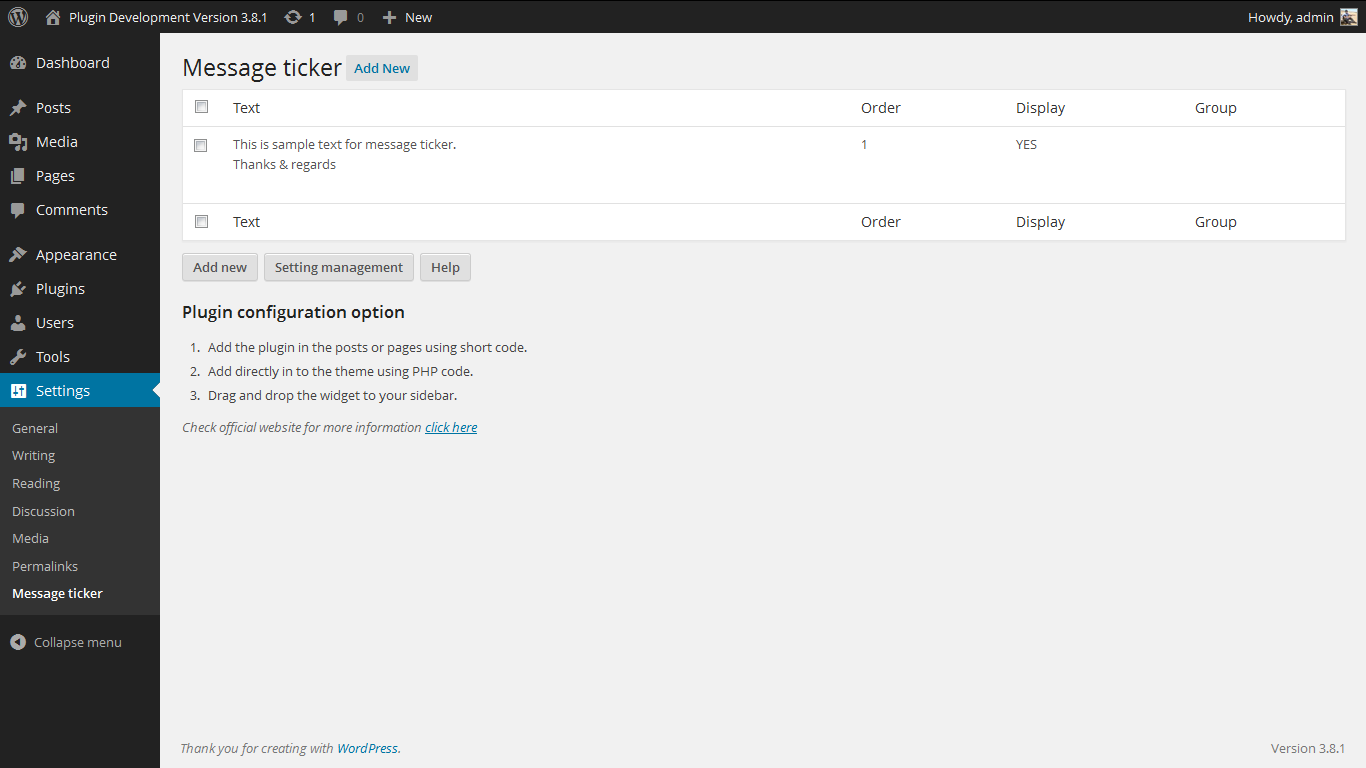 Plugin Development Version 3.8.1 1 0 New Howdy, admin
Dashboard
Posts
Media
Pages
Comments
Appearance
Plugins
Users
Tools
Settings
General
Writing
Reading
Discussion
Media
Permalinks
Message ticker
Collapse menu
Message ticker Add New
Text Order Display Group
This is sample text for message ticker. 1 YES
Thanks & regards
Text Order Display Group
Add new Setting management Help
Plugin configuration option
1. Add the plugin in the posts or pages using short code.
2. Add directly in to the theme using PHP code.
3. Drag and drop the widget to your sidebar.
Check official website for more information click here
Thank you for creating with WordPress. Version 3.8.1